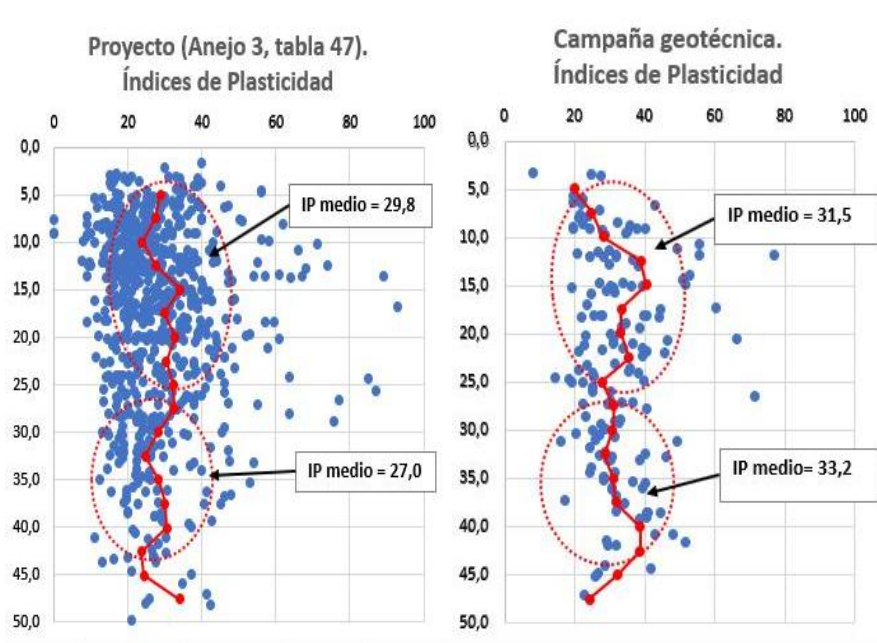 Proyecto (Anejo 3, tabla 47).
Índices de Plasticidad
0 20 40 60 80 100
0,0
5,0
10,0
15,0
20,0
25,0
30,0
35,0
40,0
45,0
50,0
IP medio = 29,8
IP medio = 27,0
Campaña geotécnica.
Índices de Plasticidad
0 20 40 60 80 100
0,0
5,0
10,0
15,0
20,0
25,0
30,0
35,0
40,0
45,0
50,0
IP medio = 31,5
IP medio= 33,2